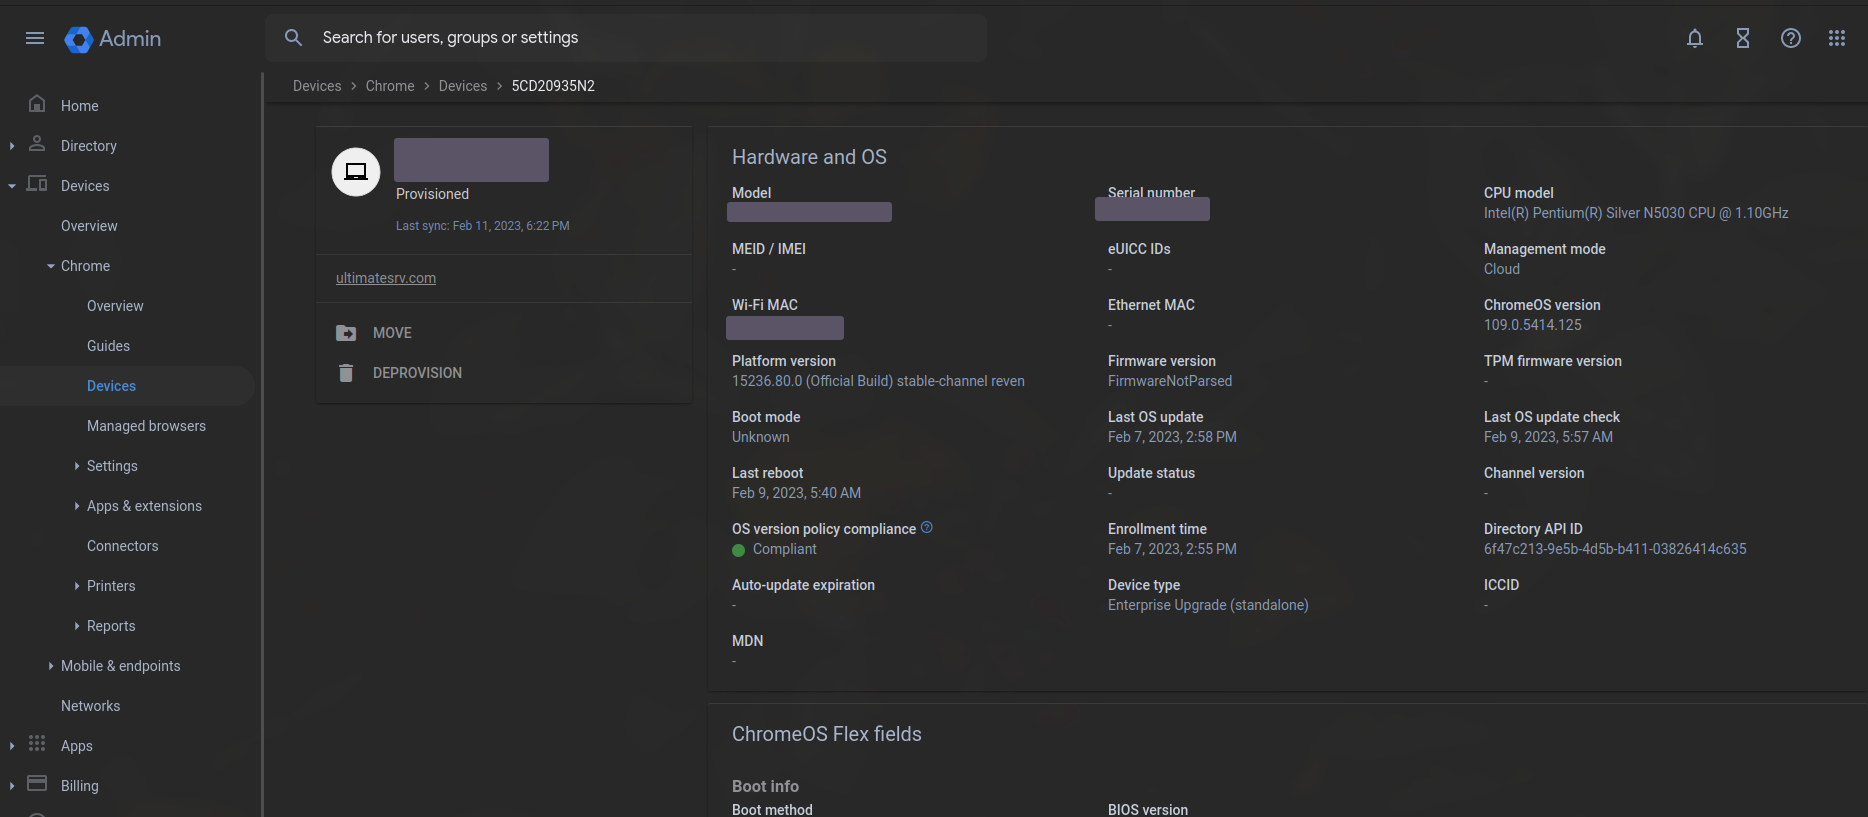 Admin
Search for users, groups or settings
Devices > Chrome > Devices > 5CD20935N2
Home
Directory
Devices
Overview
Chrome
Overview
Guides
Devices
Managed browsers
Settings
Apps & extensions
Connectors
Printers
Reports
Mobile & endpoints
Networks
Apps
Billing
Provisioned
Last sync: Feb 11, 2023, 6:22 PM
ultimatesrv.com
MOVE
DEPROVISION
Hardware and OS
Model
Serial number
CPU model
Intel(R) Pentium(R) Silver N5030 CPU @ 1.10GHz
MEID / IMEI
-
eUICC IDs
-
Management mode
Cloud
Wi-Fi MAC
Ethernet MAC
-
ChromeOS version
109.0.5414.125
Platform version
15236.80.0 (Official Build) stable-channel reven
Firmware version
FirmwareNotParsed
TPM firmware version
-
Boot mode
Unknown
Last OS update
Feb 7, 2023, 2:58 PM
Last OS update check
Feb 9, 2023, 5:57 AM
Last reboot
Feb 9, 2023, 5:40 AM
Update status
-
Channel version
-
OS version policy compliance ?
Compliant
Enrollment time
Feb 7, 2023, 2:55 PM
Directory API ID
6f47c213-9e5b-4d5b-b411-03826414c635
Auto-update expiration
-
Device type
Enterprise Upgrade (standalone)
ICCID
-
MDN
-
ChromeOS Flex fields
Boot info
Boot method
BIOS version